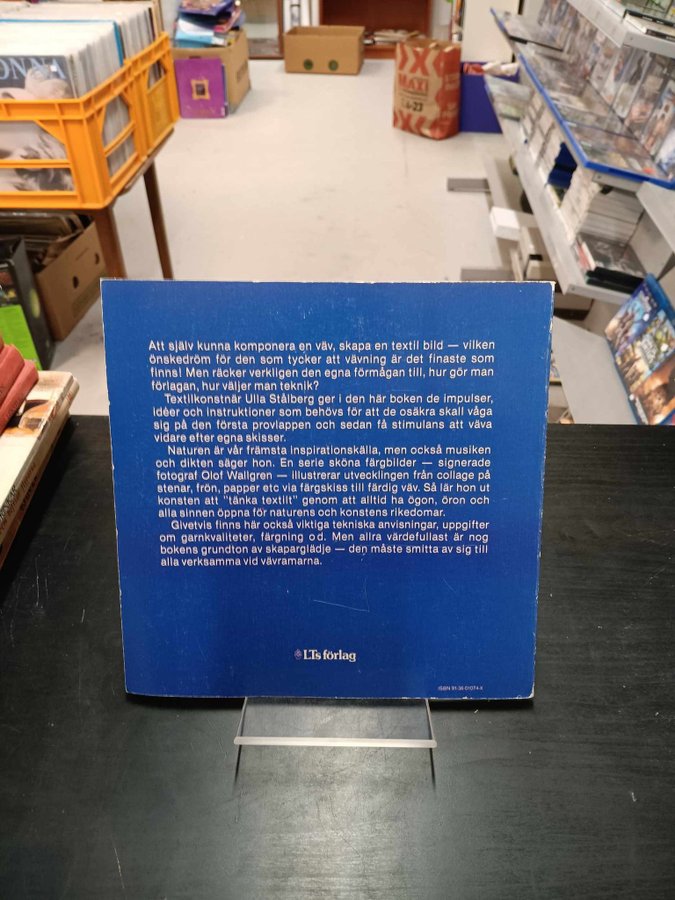 ONNA
MAXI
Att själv kunna komponera en väv, skapa en textil bild — vilken
önskedröm för den som tycker att vävning är det finaste som
finns! Men räcker verkligen den egna förmågan till, hur gör man
förlagan, hur väljer man teknik?
Textilkonstnär Ulla Stålberg ger i den här boken de impulser,
idéer och instruktioner som behövs för att de osäkra skall våga
sig på den första provlappen och sedan få stimulans att väva
vidare efter egna skisser.
Naturen är vår främsta inspirationskälla, men också musiken
och dikten säger hon. En serie sköna färgbilder — signerade
fotograf Olof Wallgren — illustrerar utvecklingen från collage på
stenar, frön, papper etc via färgskiss till färdig väv. Så lär hon ut
konsten att "tänka textilt" genom att alltid ha ögon, öron och
alla sinnen öppna för naturens och konstens rikedomar.
Givetvis finns här också viktiga tekniska anvisningar, uppgifter
om garnkvaliteter, färgning o d. Men allra värdefullast är nog
bokens grundton av skaparglädje — den måste smitta av sig till
alla verksamma vid vävramarna.
LTs förlag
ISBN 91-36-01074-X